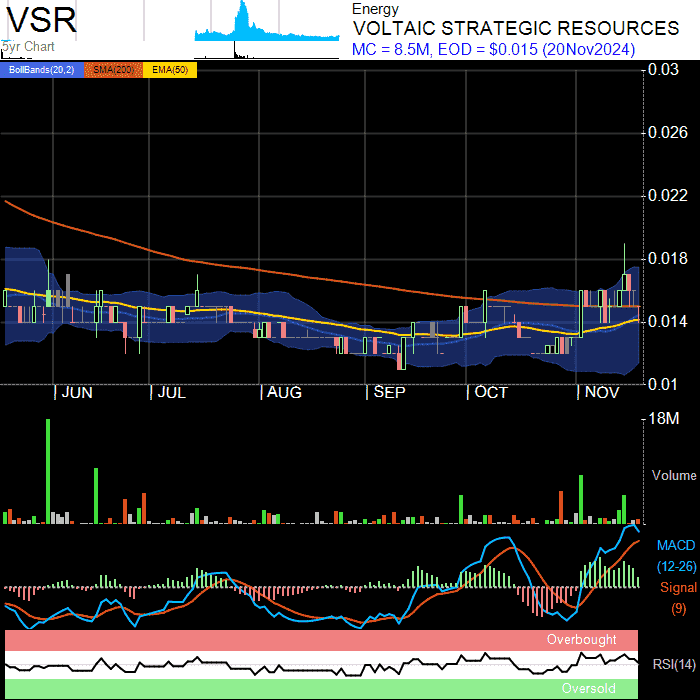 VSR
5yr Chart
Energy
VOLTAIC STRATEGIC RESOURCES
MC = 8.5M, EOD = $0.015 (20Nov2024)
BollBands(20,2) SMA(200) EMA(50)
0.03
0.026
0.022
0.018
0.014
0.01
JUN JUL AUG SEP OCT NOV
18M
Volume
MACD
(12-26)
Signal
(9)
Overbought
RSI(14)
Oversold